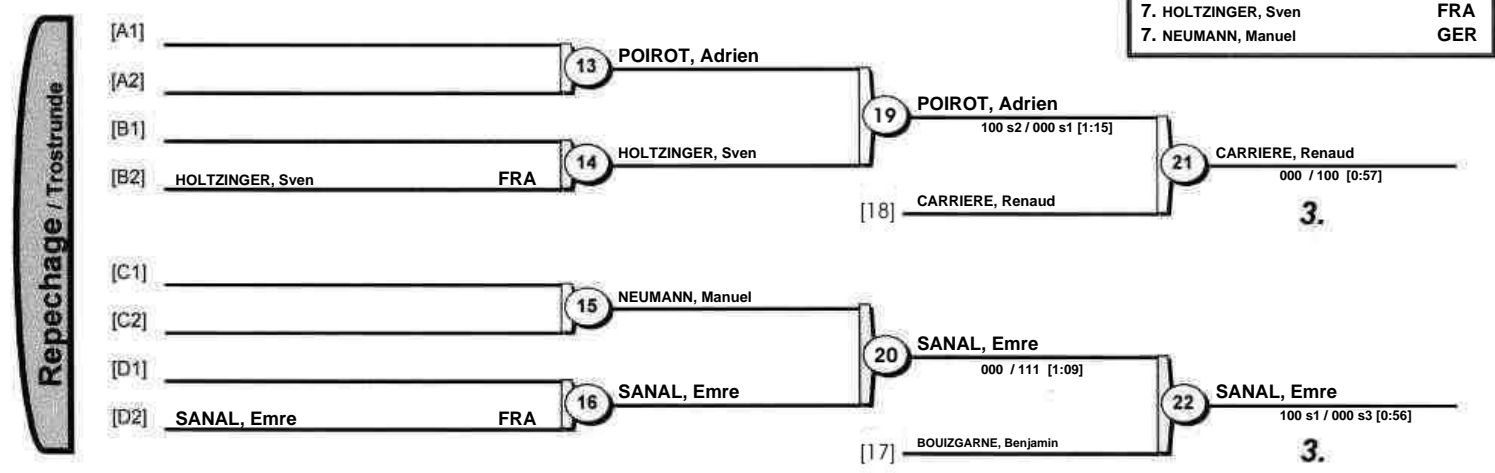 7. HOLTZINGER, Sven FRA
7. NEUMANN, Manuel GER
Repechage / Trostrunde
[A1]
13 POIROT, Adrien
[A2]
19 POIROT, Adrien
100 s2 / 000 s1 [1:15]
[B1]
14 HOLTZINGER, Sven
[B2] HOLTZINGER, Sven FRA
21 CARRIERE, Renaud
000 / 100 [0:57]
[18] CARRIERE, Renaud
3.
[C1]
15 NEUMANN, Manuel
[C2]
20 SANAL, Emre
000 / 111 [1:09]
[D1]
16 SANAL, Emre
[D2] SANAL, Emre FRA
22 SANAL, Emre
100 s1 / 000 s3 [0:56]
[17] BOUIZGARNE, Benjamin
3.